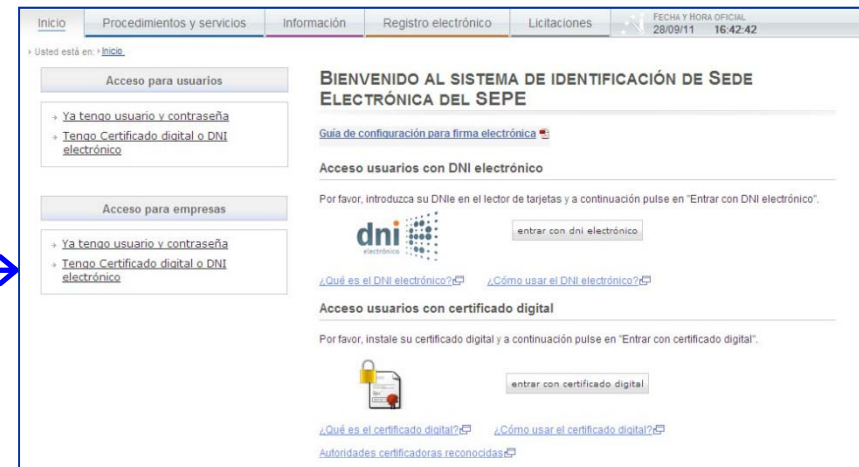 Inicio
Procedimientos y servicios
Información
Registro electrónico
Licitaciones
FECHA Y HORA OFICIAL
28/09/11 16:42:42
Usted está en: Inicio
Acceso para usuarios
Ya tengo usuario y contraseña
Tengo Certificado digital o DNI
electrónico
Acceso para empresas
Ya tengo usuario y contraseña
Tengo Certificado digital o DNI
electrónico
BIENVENIDO AL SISTEMA DE IDENTIFICACIÓN DE SEDE
ELECTRÓNICA DEL SEPE
Guía de configuración para firma electrónica
Acceso usuarios con DNI electrónico
Por favor, introduzca su DNIe en el lector de tarjetas y a continuación pulse en "Entrar con DNI electrónico".
dni
electrónico
entrar con dni electrónico
¿Qué es el DNI electrónico?
¿Cómo usar el DNI electrónico?
Acceso usuarios con certificado digital
Por favor, instale su certificado digital y a continuación pulse en "Entrar con certificado digital".
entrar con certificado digital
¿Qué es el certificado digital?
¿Cómo usar el certificado digital?
Autoridades certificadoras reconocidas